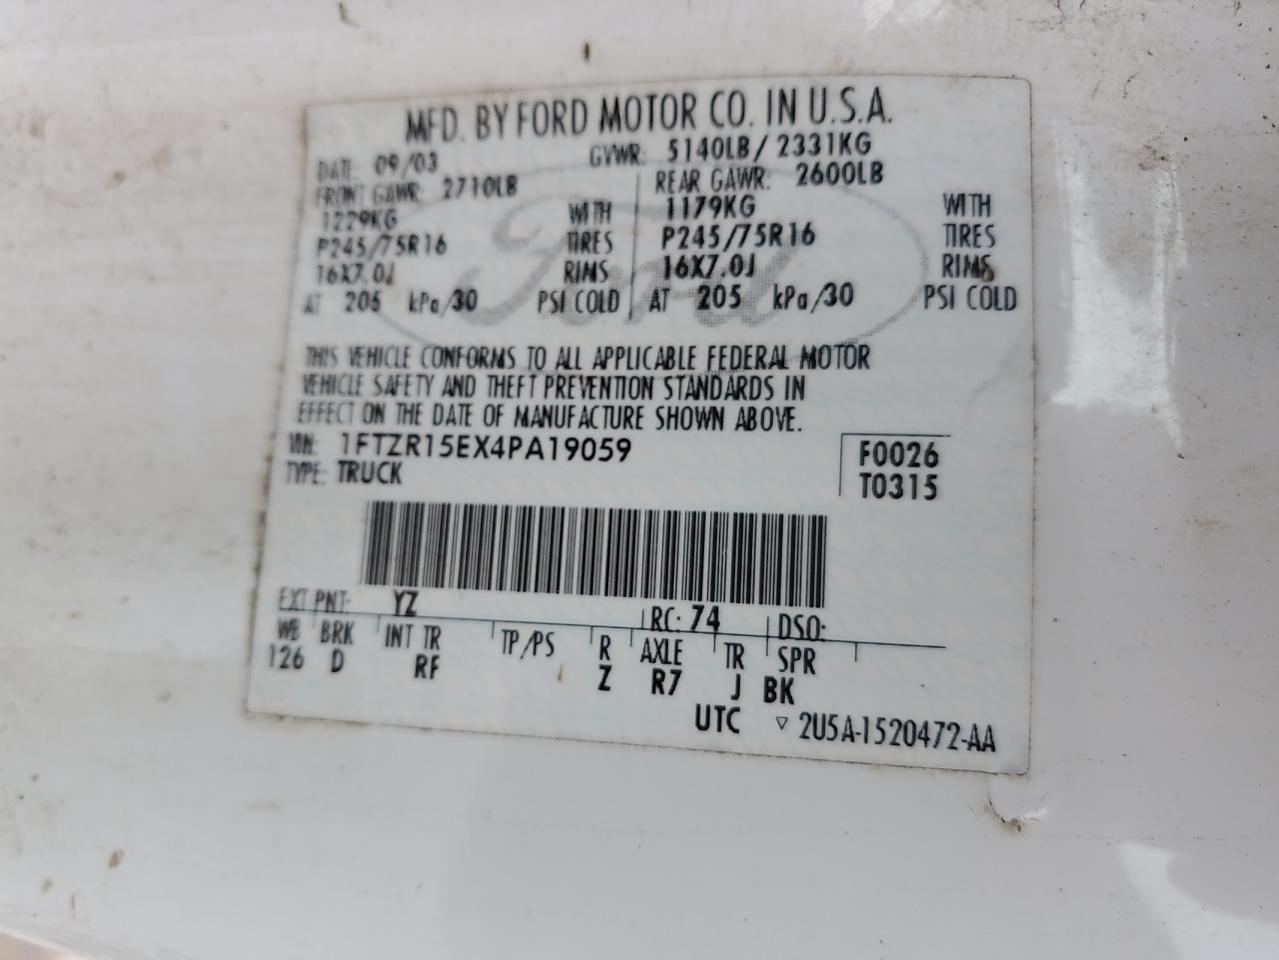 MFD. BY FORD MOTOR CO. IN U.S.A.
DATE: 09/03 GVWR: 5140LB/ 2331KG
FRONT GAWR: 2710LB REAR GAWR: 2600LB
1229KG WITH 1179KG WITH
P245/75R16 TIRES P245/75R16 TIRES
16X7.0J RIMS 16X7.0J RIMS
AT 205 kPa/30 PSI COLD AT 205 kPa/30 PSI COLD
Ford
THIS VEHICLE CONFORMS TO ALL APPLICABLE FEDERAL MOTOR
VEHICLE SAFETY AND THEFT PREVENTION STANDARDS IN
EFFECT ON THE DATE OF MANUFACTURE SHOWN ABOVE.
VIN: 1FTZR15EX4PA19059 F0026
TYPE: TRUCK T0315
EXT PNT: YZ RC: 74 DSO:
WB BRK INT TR TP/PS R AXLE TR SPR
126 D RF Z R7 J BK
UTC ▽ 2U5A-1520472-AA